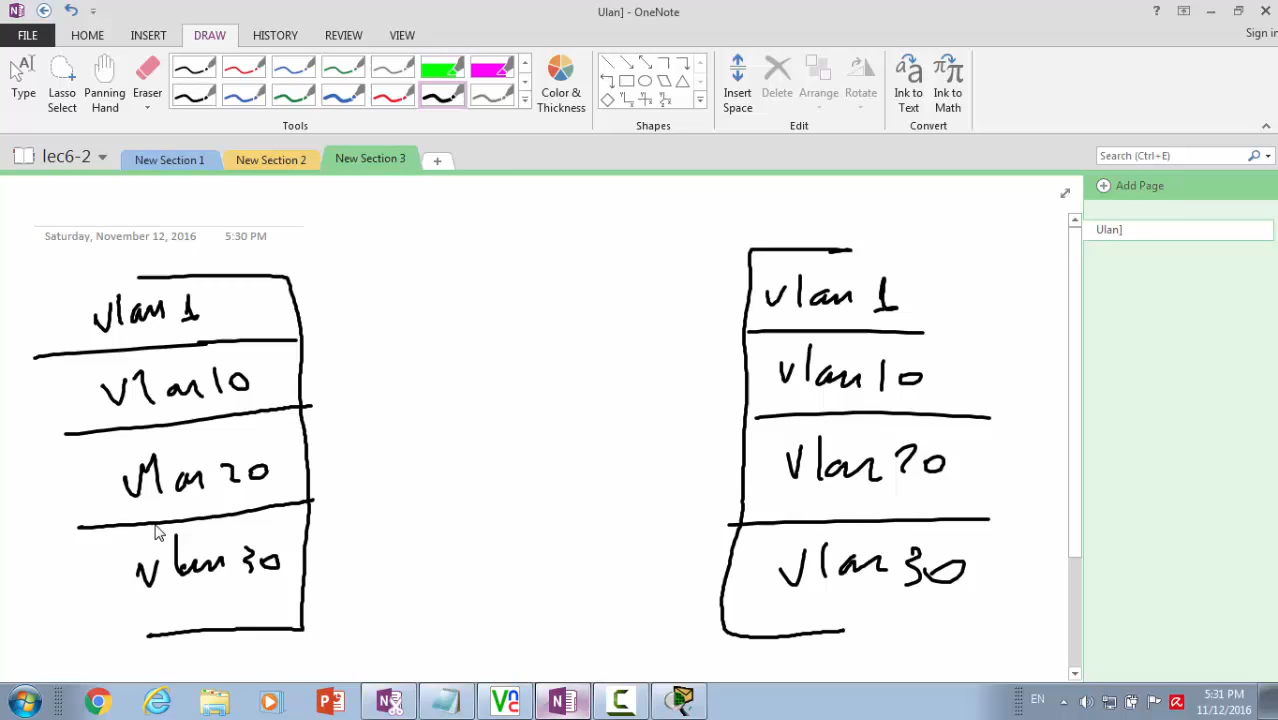 Ulan] - OneNote
Sign in
FILE HOME INSERT DRAW HISTORY REVIEW VIEW
Type
Lasso Select
Panning Hand
Eraser
Color & Thickness
Insert Space
Delete
Arrange
Rotate
Ink to Text
Ink to Math
Tools
Shapes
Edit
Convert
lec6-2
New Section 1
New Section 2
New Section 3
Search (Ctrl+E)
Add Page
Ulan]
Saturday, November 12, 2016 5:30 PM
vlan 1
vlan 10
vlan 20
vlan 30
vlan 1
vlan 10
vlan 20
vlan 30
EN
5:31 PM
11/12/2016